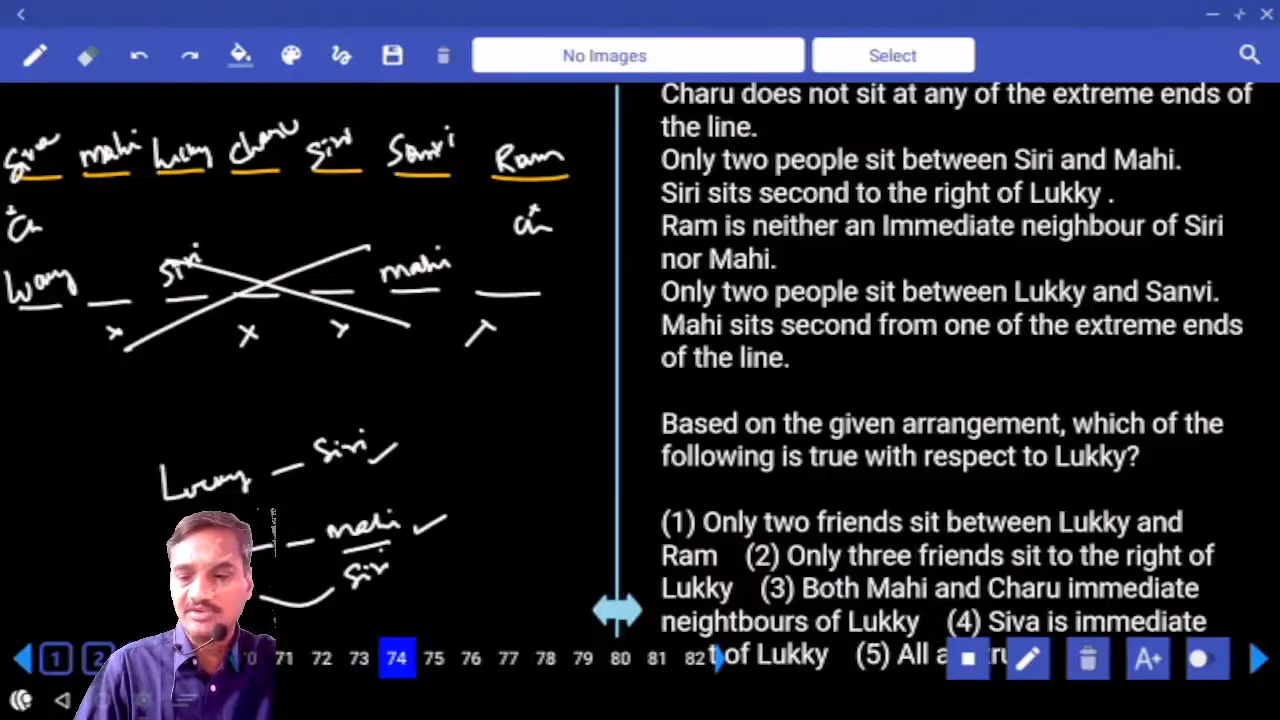 No Images
Select
Siva mahi lucky charu Siri Sanvi Ram
Siri
mahi
Siri
mahi
Siri
Charu does not sit at any of the extreme ends of
the line.
Only two people sit between Siri and Mahi.
Siri sits second to the right of Lukky .
Ram is neither an Immediate neighbour of Siri
nor Mahi.
Only two people sit between Lukky and Sanvi.
Mahi sits second from one of the extreme ends
of the line.
Based on the given arrangement, which of the
following is true with respect to Lukky?
(1) Only two friends sit between Lukky and
Ram (2) Only three friends sit to the right of
Lukky (3) Both Mahi and Charu immediate
neightbours of Lukky (4) Siva is immediate
of Lukky (5) All
1 2 71 72 73 74 75 76 77 78 79 80 81 82
A+